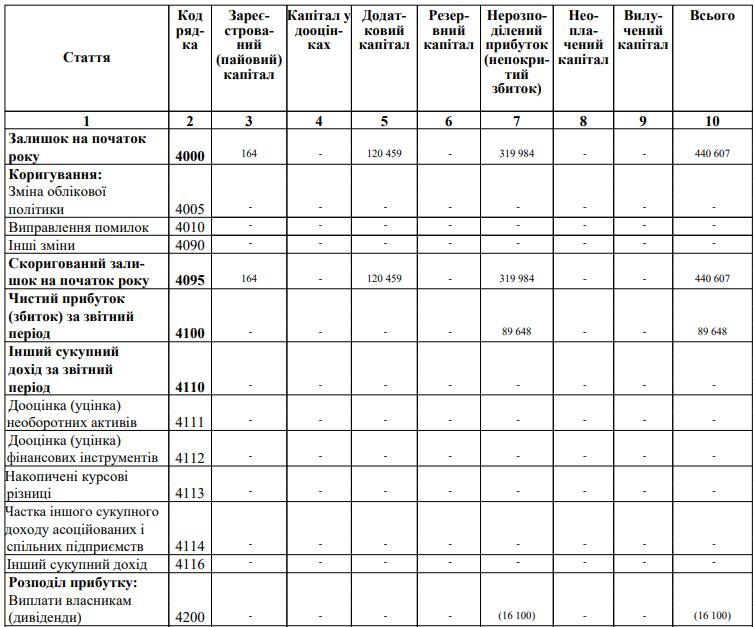 Стаття | Код ряд-ка | Зареє-строва-ний (пайовий) капітал | Капітал у дооцін-ках | Додат-ковий капітал | Резер-вний капітал | Нерозпо-ділений прибуток (непокри-тий збиток) | Нео-пла-чений капітал | Вилу-чений капітал | Всього
1 | 2 | 3 | 4 | 5 | 6 | 7 | 8 | 9 | 10
Залишок на початок
року | 4000 | 164 | - | 120 459 | - | 319 984 | - | - | 440 607
Коригування:
Зміна облікової
політики | 4005 | - | - | - | - | - | - | - | -
Виправлення помилок | 4010 | - | - | - | - | - | - | - | -
Інші зміни | 4090 | - | - | - | - | - | - | - | -
Скоригований зали-
шок на початок року | 4095 | 164 | - | 120 459 | - | 319 984 | - | - | 440 607
Чистий прибуток
(збиток) за звітний
період | 4100 | - | - | - | - | 89 648 | - | - | 89 648
Інший сукупний
дохід за звітний
період | 4110 | - | - | - | - | - | - | - | -
Дооцінка (уцінка)
необоротних активів | 4111 | - | - | - | - | - | - | - | -
Дооцінка (уцінка)
фінансових інструментів | 4112 | - | - | - | - | - | - | - | -
Накопичені курсові
різниці | 4113 | - | - | - | - | - | - | - | -
Частка іншого сукупного
доходу асоційованих і
спільних підприємств | 4114 | - | - | - | - | - | - | - | -
Інший сукупний дохід | 4116 | - | - | - | - | - | - | - | -
Розподіл прибутку:
Виплати власникам
(дивіденди) | 4200 | - | - | - | - | (16 100) | - | - | (16 100)